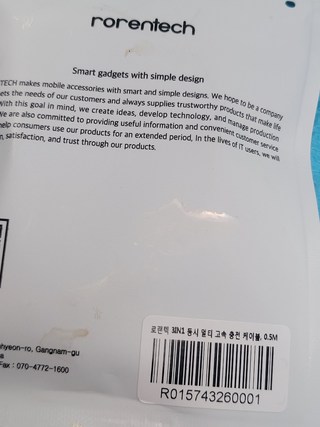 rorentech
Smart gadgets with simple design
TECH makes mobile accessories with smart and simple designs. We hope to be a company
ets the needs of our customers and always supplies trustworthy products that make life
With this goal in mind, we create ideas, develop technology, and manage production
We are also committed to providing useful information and convenient customer service
help consumers use our products for an extended period. In the lives of IT users, we will
satisfaction, and trust through our products.
hyeon-ro, Gangnam-gu
Fax : 070-4772-1600
로랜텍 3IN1 동시 멀티 고속 충전 케이블, 0.5M
R015743260001